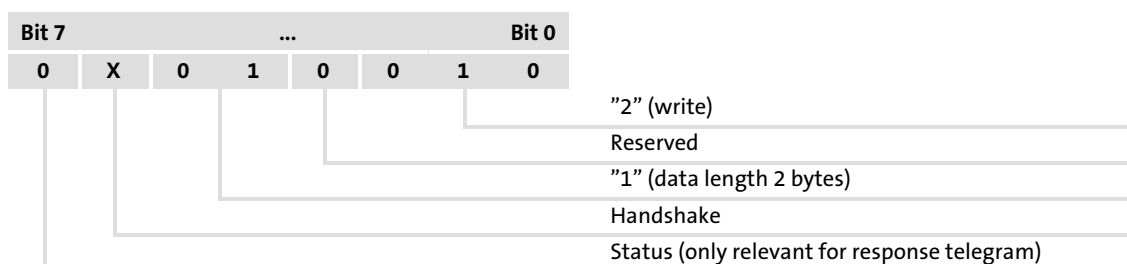 Bit 7 ... Bit 0
0 X 0 1 0 0 1 0
”2” (write)
Reserved
”1” (data length 2 bytes)
Handshake
Status (only relevant for response telegram)